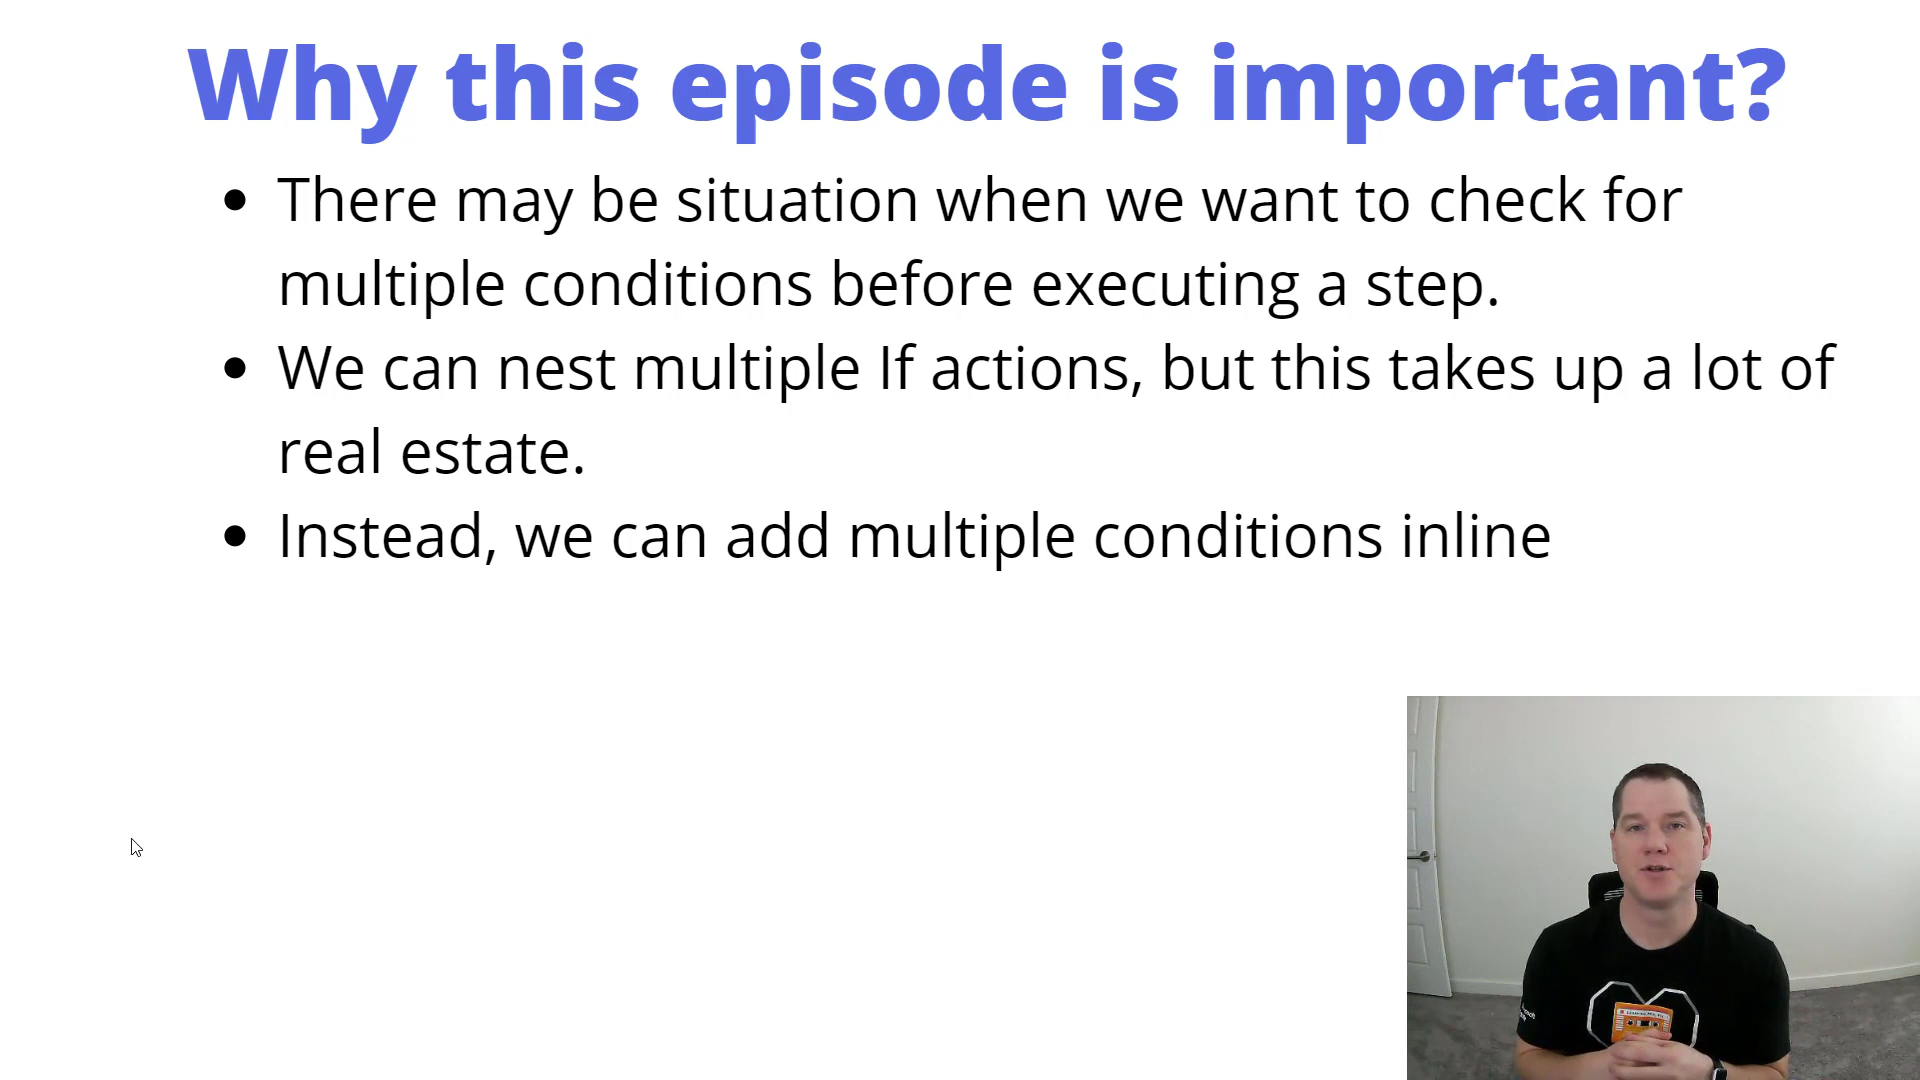 Why this episode is important?
There may be situation when we want to check for
multiple conditions before executing a step.
We can nest multiple If actions, but this takes up a lot of
real estate.
Instead, we can add multiple conditions inline